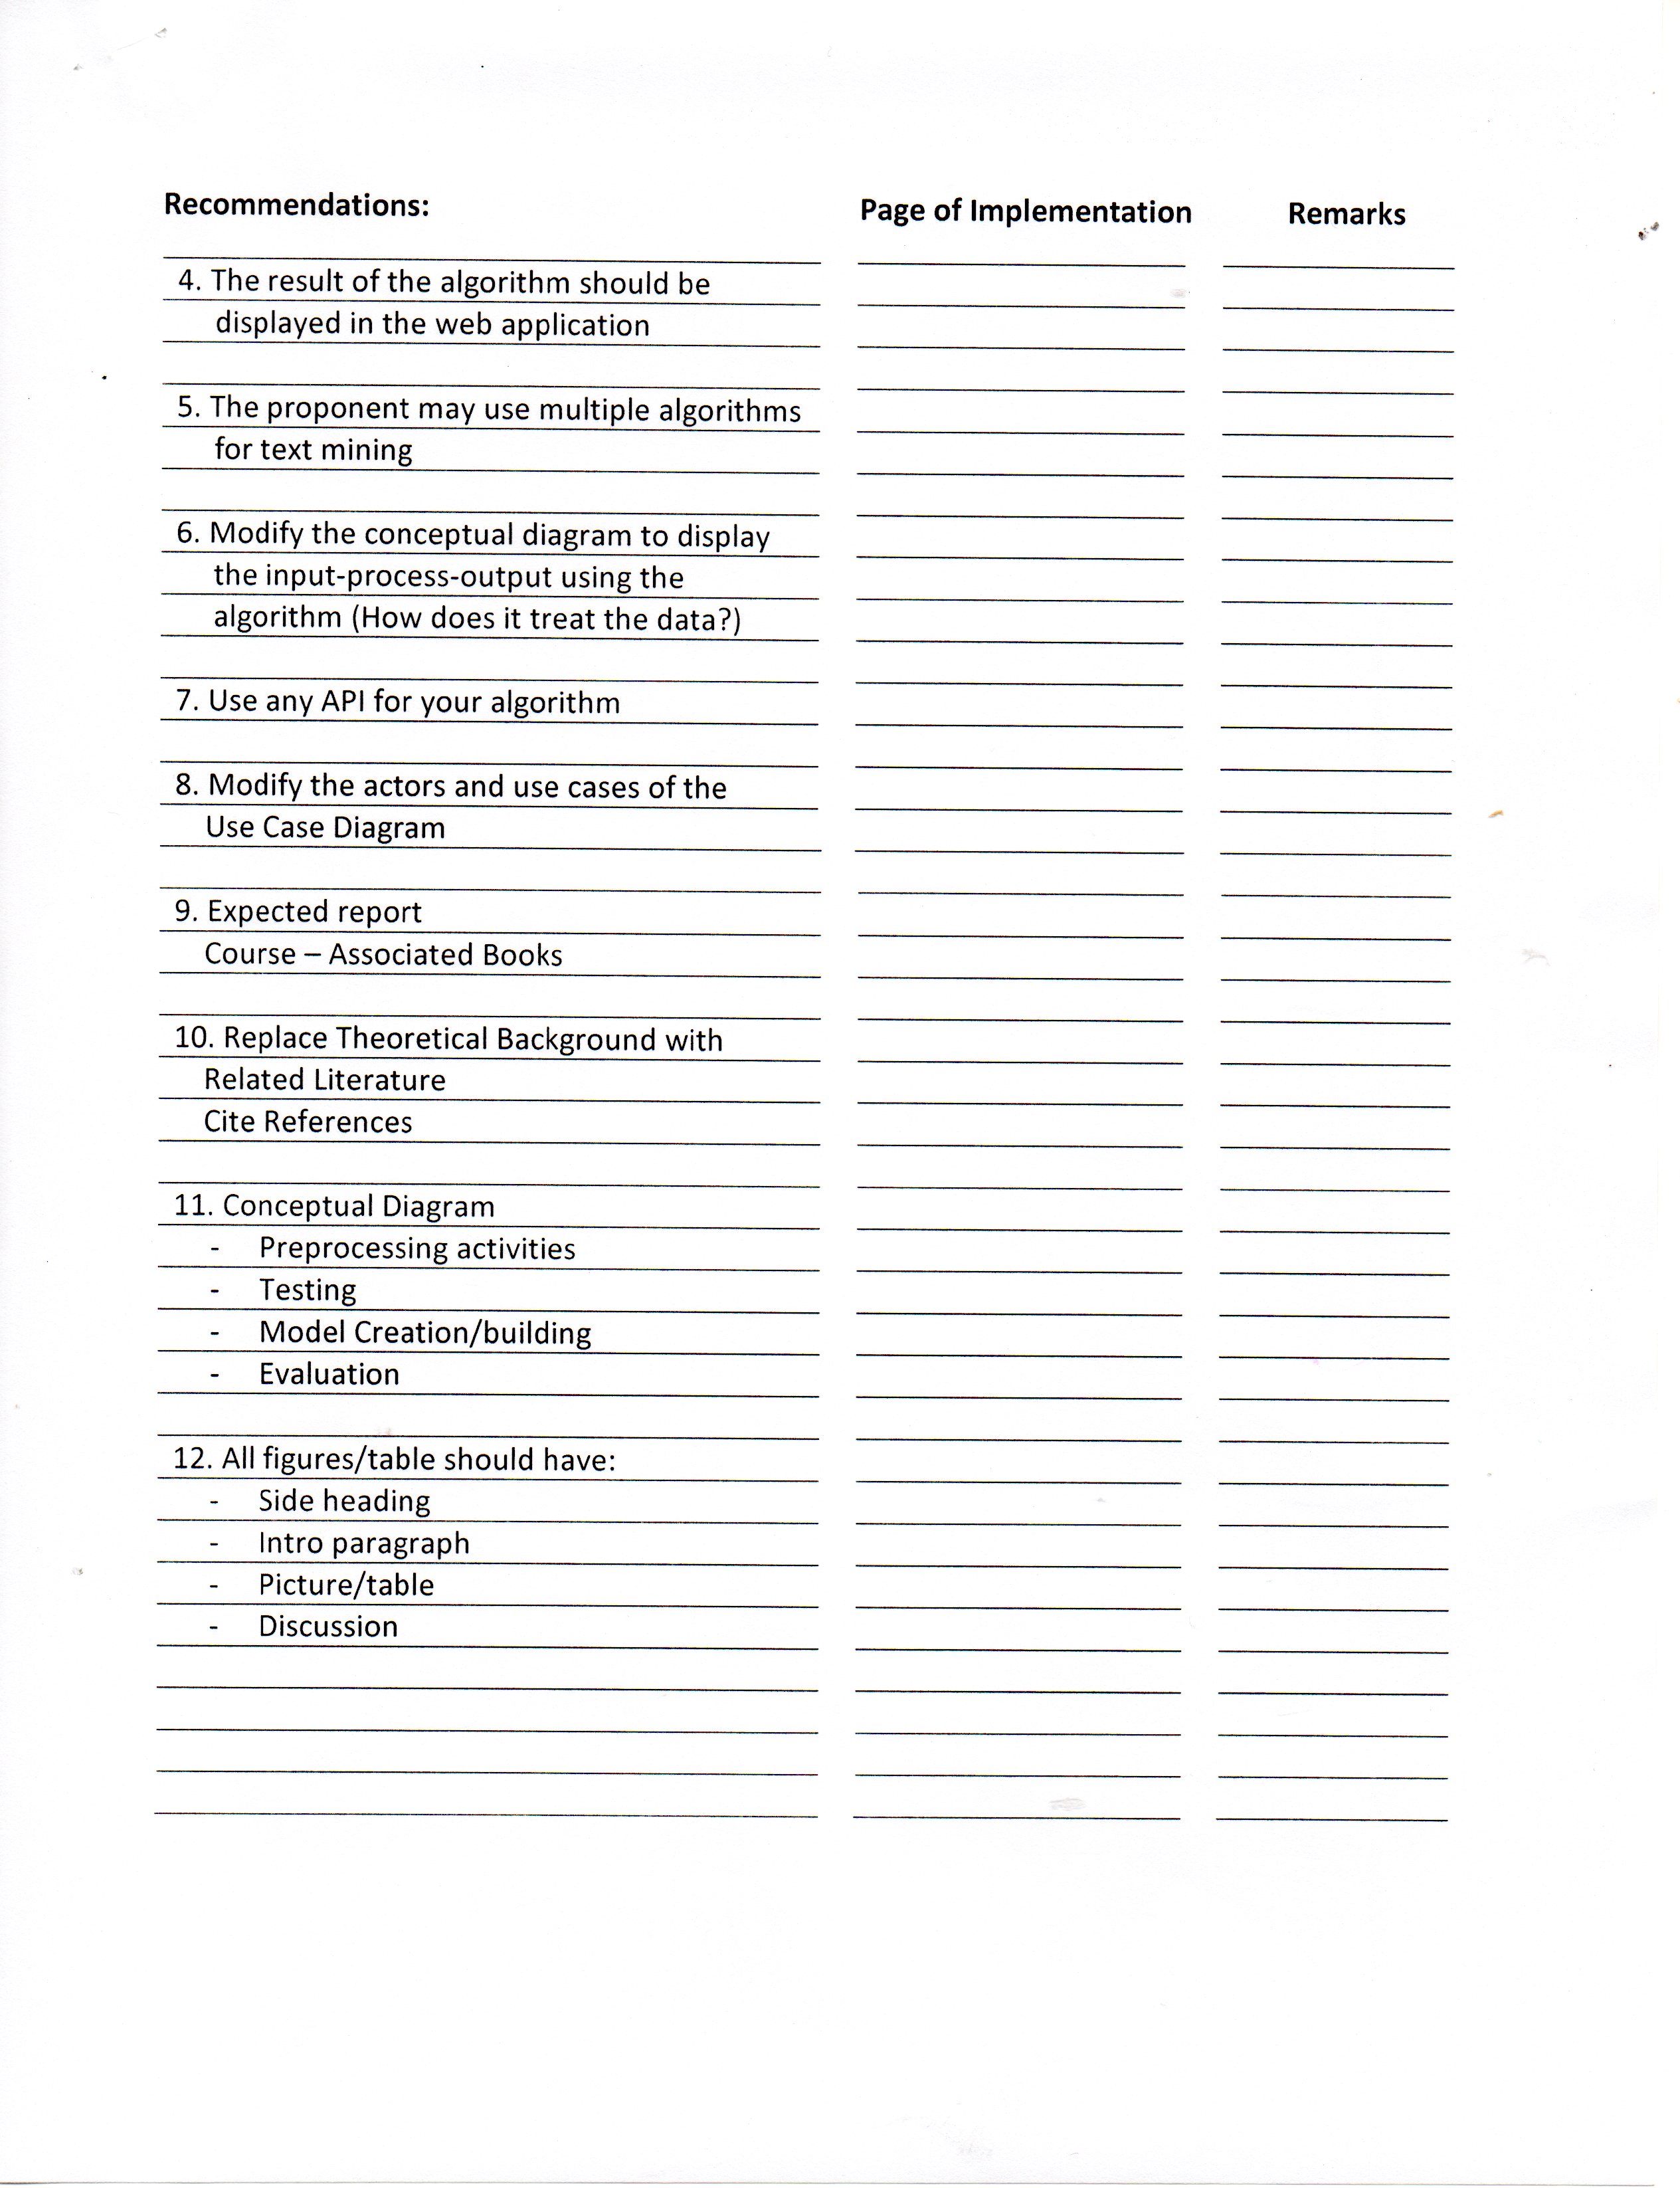 Recommendations:
Page of Implementation
Remarks
4. The result of the algorithm should be
displayed in the web application
5. The proponent may use multiple algorithms
for text mining
6. Modify the conceptual diagram to display
the input-process-output using the
algorithm (How does it treat the data?)
7. Use any API for your algorithm
8. Modify the actors and use cases of the
Use Case Diagram
9. Expected report
Course – Associated Books
10. Replace Theoretical Background with
Related Literature
Cite References
11. Conceptual Diagram
- Preprocessing activities
- Testing
- Model Creation/building
- Evaluation
12. All figures/table should have:
- Side heading
- Intro paragraph
- Picture/table
- Discussion